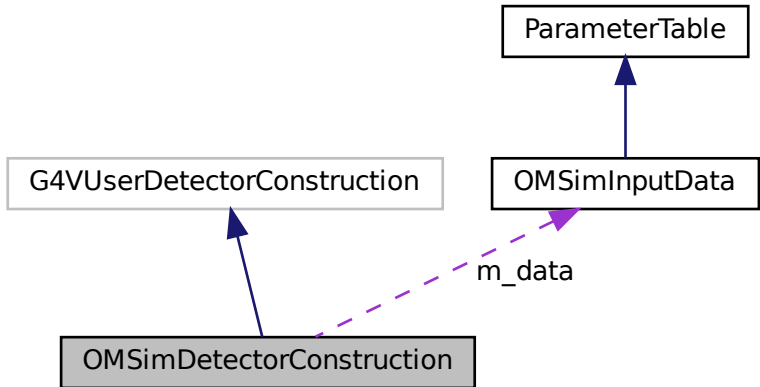 ParameterTable
G4VUserDetectorConstruction
OMSimInputData
m_data
OMSimDetectorConstruction